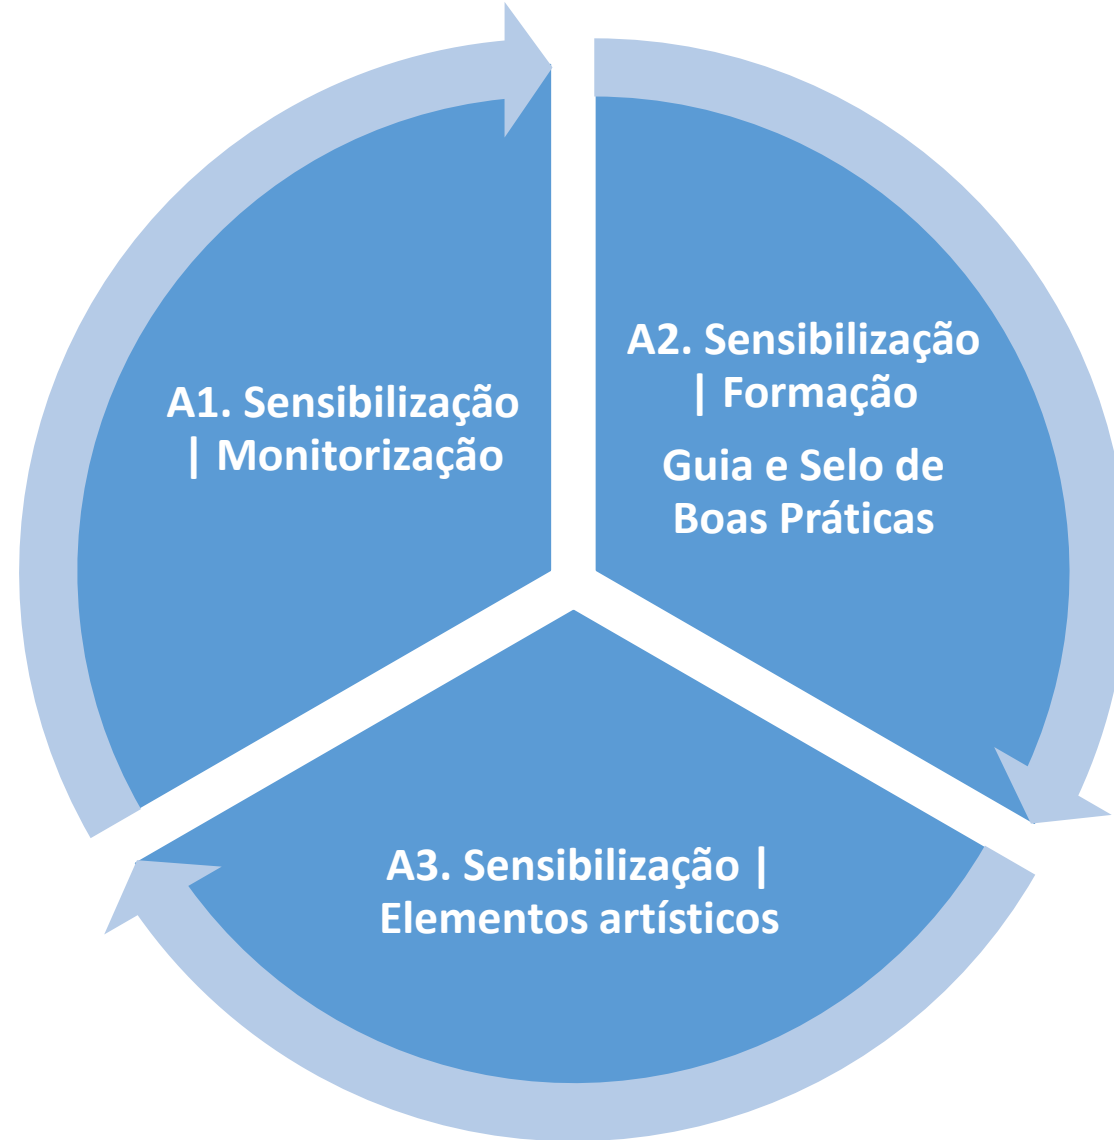 A1. Sensibilização
| Monitorização
A2. Sensibilização
| Formação
Guia e Selo de
Boas Práticas
A3. Sensibilização |
Elementos artísticos